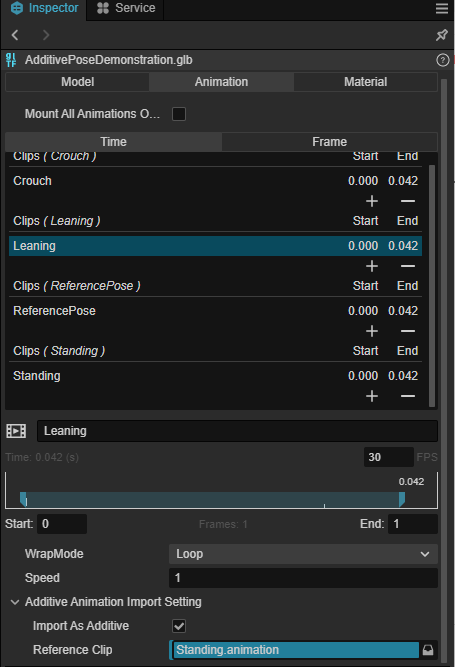 Inspector Service
AdditivePoseDemonstration.glb
Model Animation Material
Mount All Animations O...
Time Frame
Clips ( Crouch ) Start End
Crouch 0.000 0.042
Clips ( Leaning ) Start End
Leaning 0.000 0.042
Clips ( ReferencePose ) Start End
ReferencePose 0.000 0.042
Clips ( Standing ) Start End
Standing 0.000 0.042
Leaning
Time: 0.042 (s) 30 FPS
0.042
Start: 0 Frames: 1 End: 1
WrapMode Loop
Speed 1
Additive Animation Import Setting
Import As Additive
Reference Clip Standing.animation